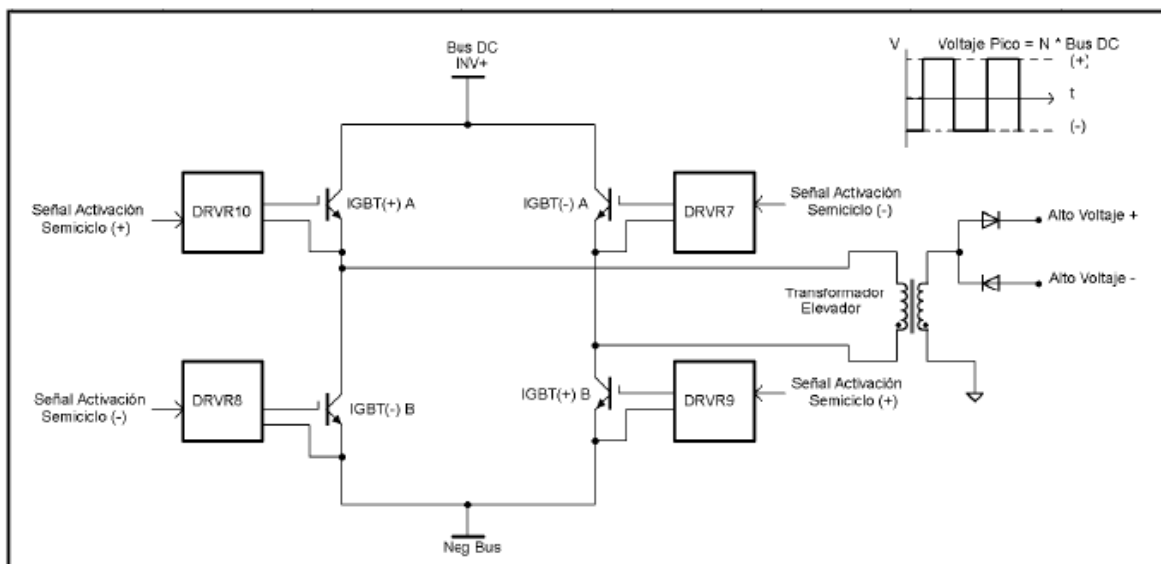 Bus DC
INV+
V
Voltaje Pico = N * Bus DC
(+)
t
(-)
Señal Activación
Semiciclo (+)
DRVR10
IGBT(+) A
IGBT(-) A
DRVR7
Señal Activación
Semiciclo (-)
Alto Voltaje +
Alto Voltaje -
Transformador
Elevador
Señal Activación
Semiciclo (-)
DRVR8
IGBT(-) B
IGBT(+) B
DRVR9
Señal Activación
Semiciclo (+)
Neg Bus